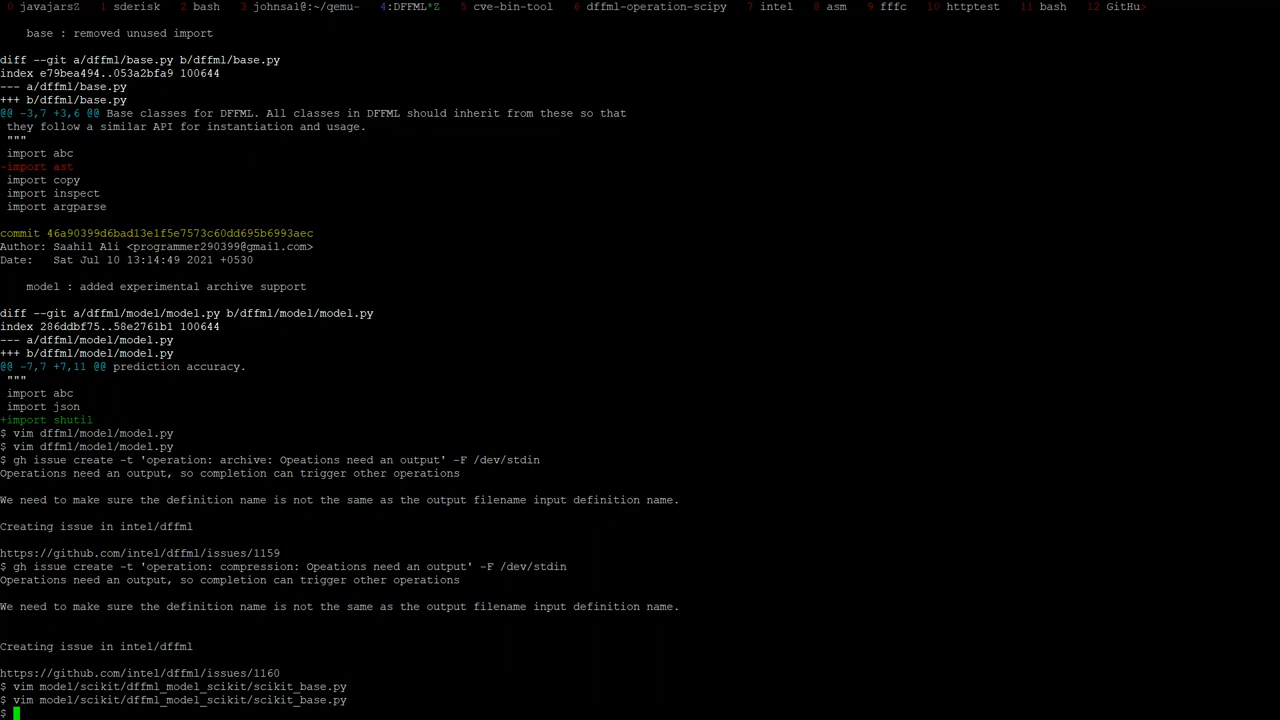 0 javajarsZ  1 sderisk  2 bash  3 johnsa1@:~/qemu-  4:DFFML*Z  5 cve-bin-tool  6 dffml-operation-scipy  7 intel  8 asm  9 fffc  10 httptest  11 bash  12 GitHu>
base : removed unused import
diff --git a/dffml/base.py b/dffml/base.py
index e79bea494..053a2bfa9 100644
--- a/dffml/base.py
+++ b/dffml/base.py
@@ -3,7 +3,6 @@ Base classes for DFFML. All classes in DFFML should inherit from these so that
they follow a similar API for instantiation and usage.
"""
import abc
-import ast
import copy
import inspect
import argparse
commit 46a90399d6bad13e1f5e7573c60dd695b6993aec
Author: Saahil Ali <programmer290399@gmail.com>
Date:   Sat Jul 10 13:14:49 2021 +0530
model : added experimental archive support
diff --git a/dffml/model/model.py b/dffml/model/model.py
index 286ddbf75..58e2761b1 100644
--- a/dffml/model/model.py
+++ b/dffml/model/model.py
@@ -7,7 +7,11 @@ prediction accuracy.
"""
import abc
import json
+import shutil
$ vim dffml/model/model.py
$ vim dffml/model/model.py
$ gh issue create -t 'operation: archive: Opeations need an output' -F /dev/stdin
Operations need an output, so completion can trigger other operations
We need to make sure the definition name is not the same as the output filename input definition name.
Creating issue in intel/dffml
https://github.com/intel/dffml/issues/1159
$ gh issue create -t 'operation: compression: Opeations need an output' -F /dev/stdin
Operations need an output, so completion can trigger other operations
We need to make sure the definition name is not the same as the output filename input definition name.
Creating issue in intel/dffml
https://github.com/intel/dffml/issues/1160
$ vim model/scikit/dffml_model_scikit/scikit_base.py
$ vim model/scikit/dffml_model_scikit/scikit_base.py
$